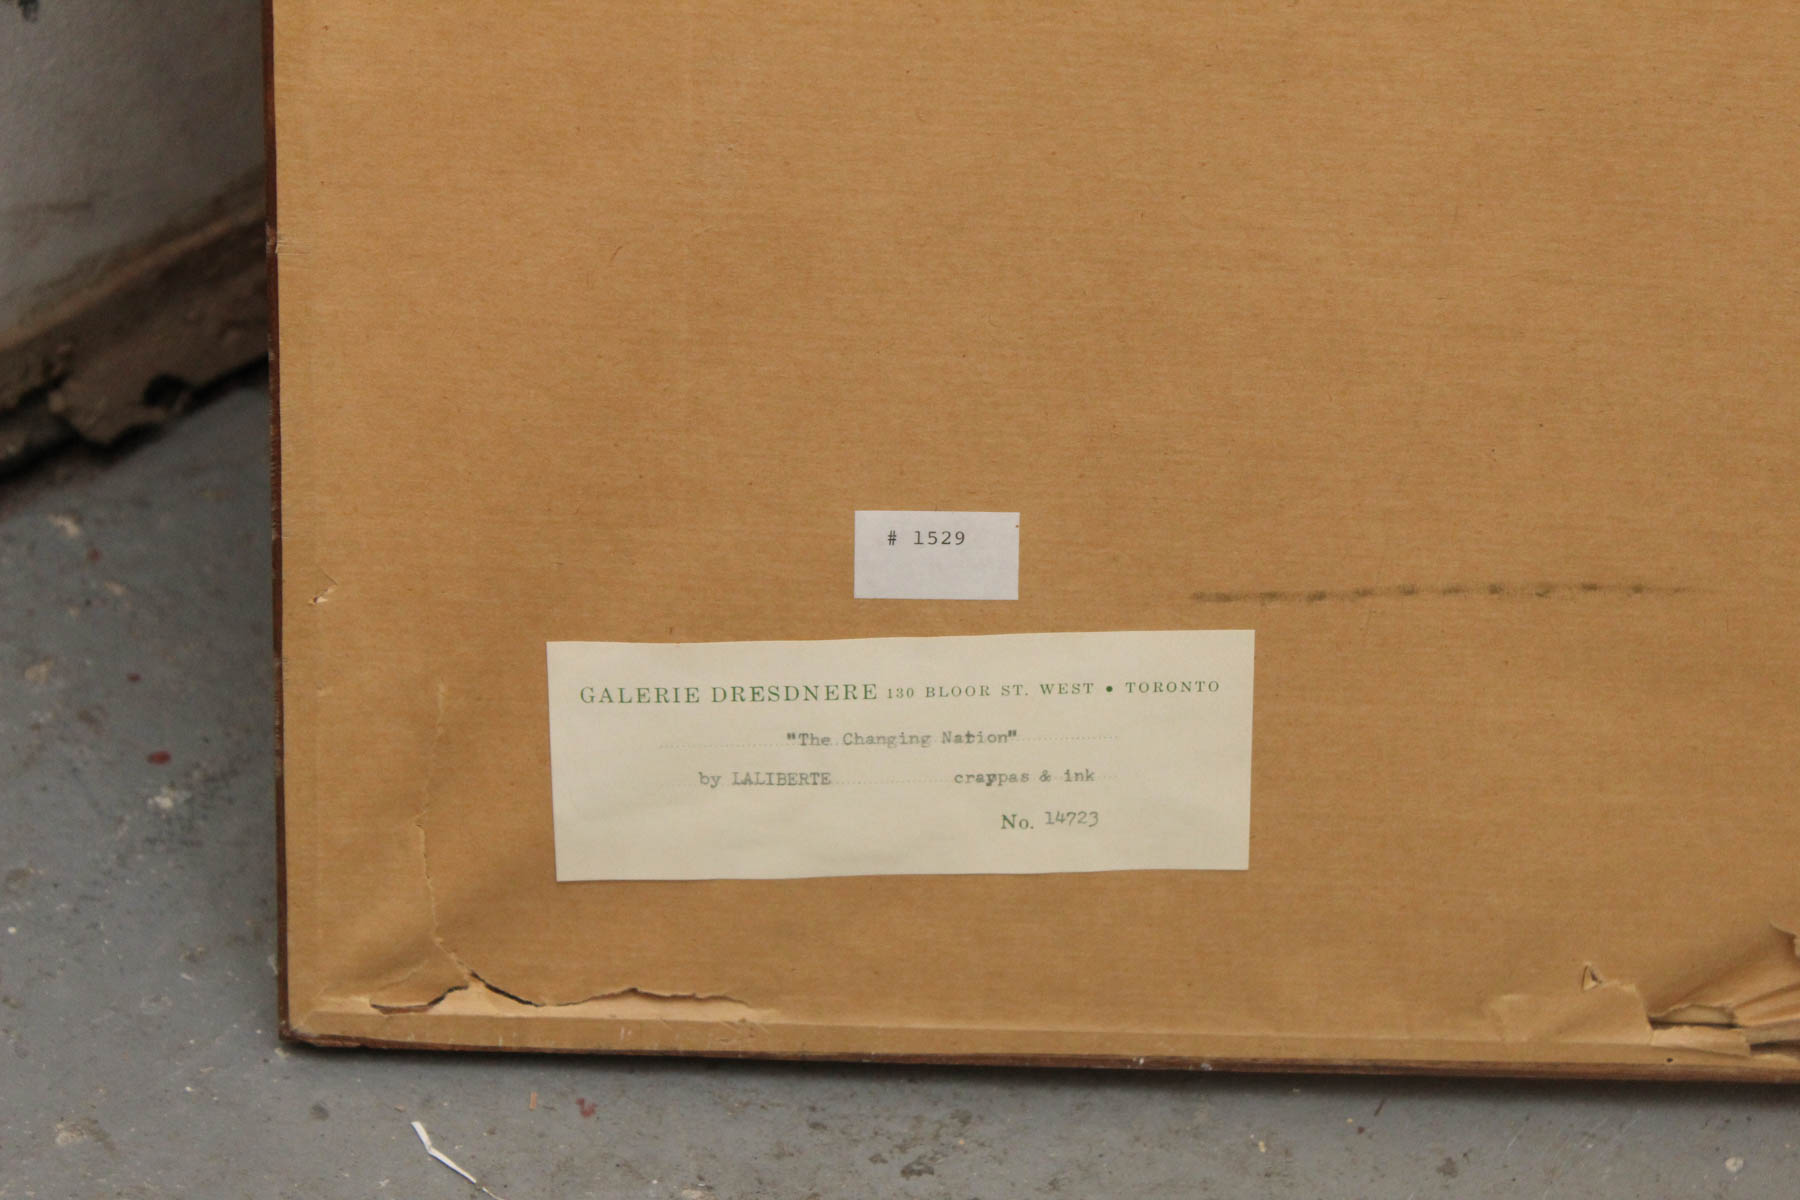 # 1529
GALERIE DRESDNERE 130 BLOOR ST. WEST • TORONTO
"The Changing Nation"
by LALIBERTE craypas & ink
No. 14723